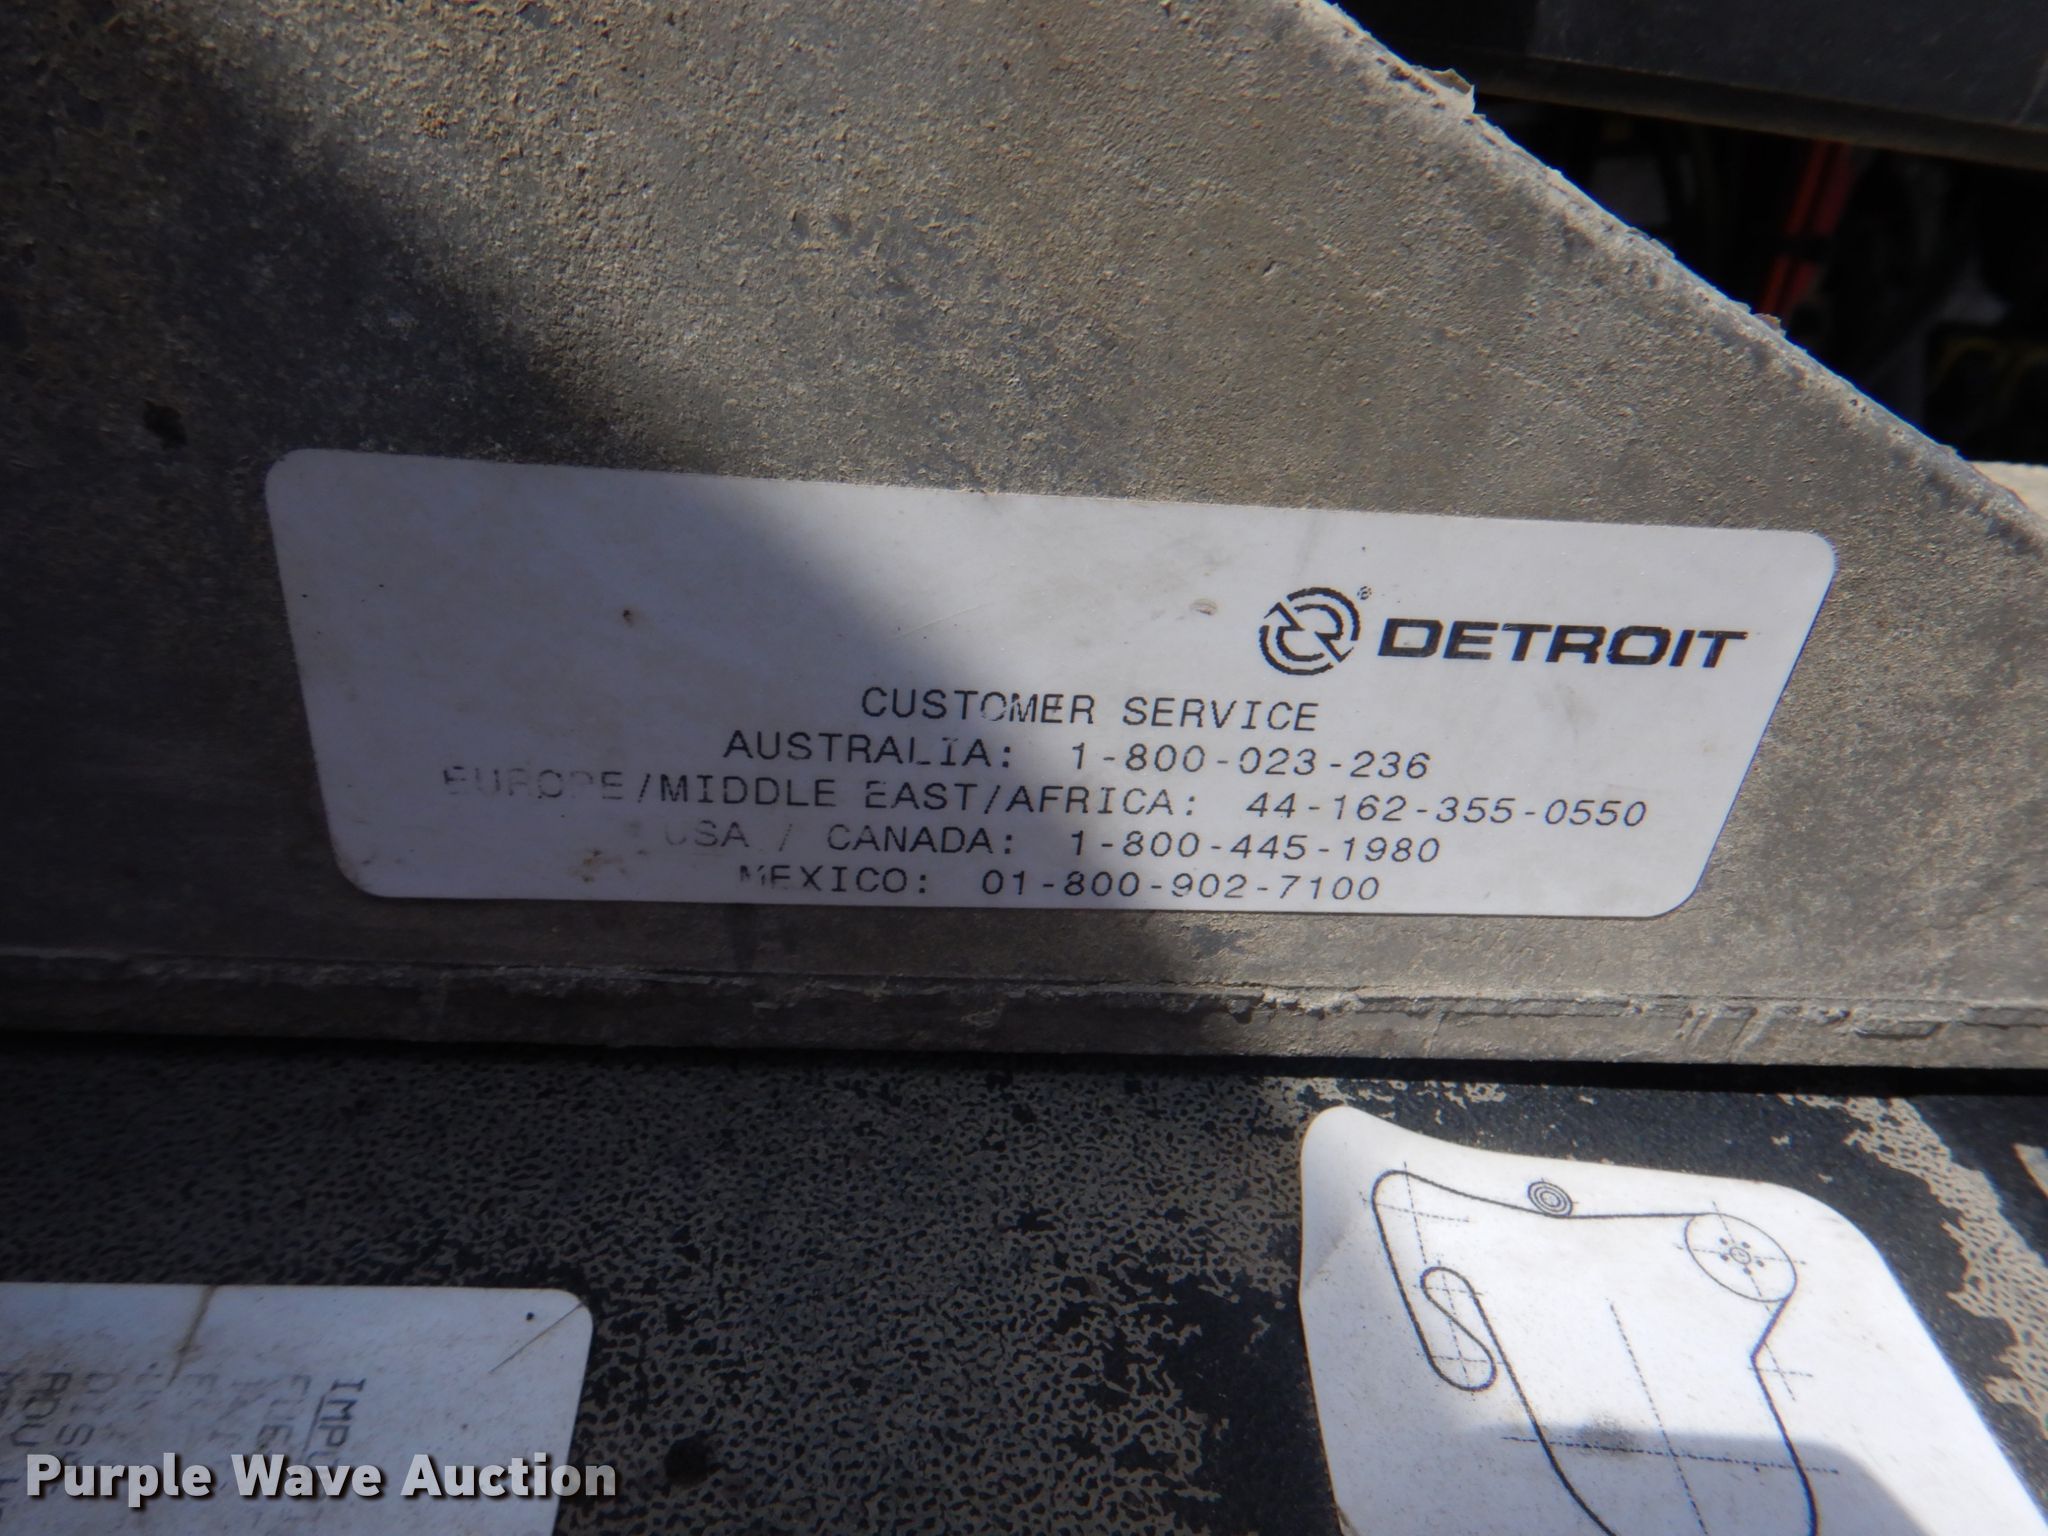 ® DETROIT
CUSTOMER SERVICE
AUSTRALIA: 1-800-023-236
EUROPE/MIDDLE EAST/AFRICA: 44-162-355-0550
USA / CANADA: 1-800-445-1980
MEXICO: 01-800-902-7100
Purple Wave Auction